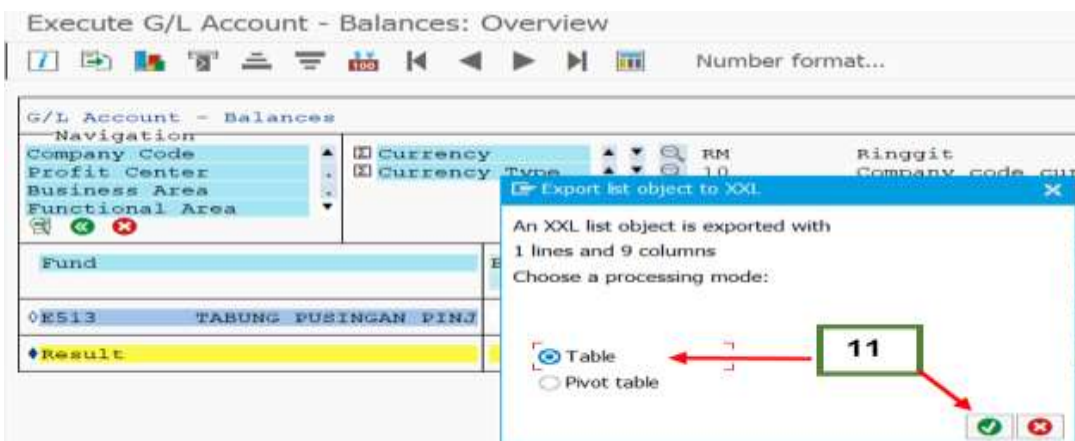 Execute G/L Account - Balances: Overview
Number format...
G/L Account - Balances
Navigation
Company Code
Profit Center
Business Area
Functional Area
Currency RM Ringgit
Currency Type 10 Company code cur
Export list object to XXL
An XXL list object is exported with
1 lines and 9 columns
Choose a processing mode:
Fund
E513 TABUNG PUSINGAN PINJ
Result
Table
Pivot table
11